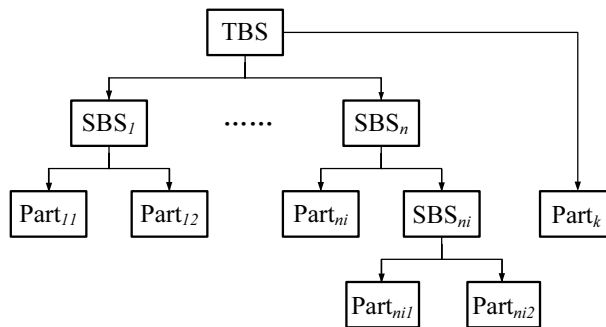 TBS
SBS1 …… SBSn
Part11 Part12 Partni SBSni Partk
Partni1 Partni2